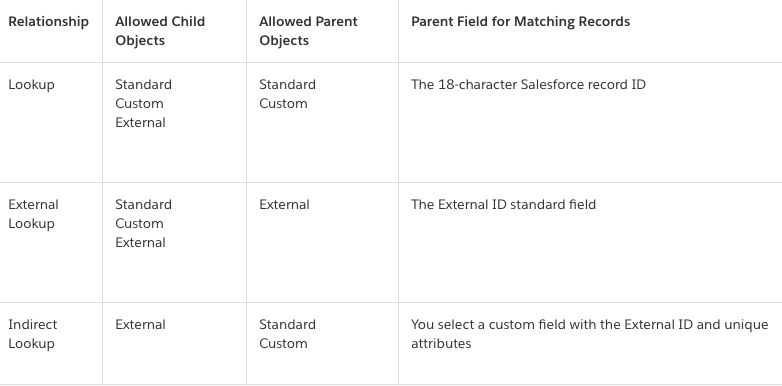 Relationship
Allowed Child
Objects
Allowed Parent
Objects
Parent Field for Matching Records
Lookup
Standard
Custom
External
Standard
Custom
The 18-character Salesforce record ID
External
Lookup
Standard
Custom
External
External
The External ID standard field
Indirect
Lookup
External
Standard
Custom
You select a custom field with the External ID and unique
attributes